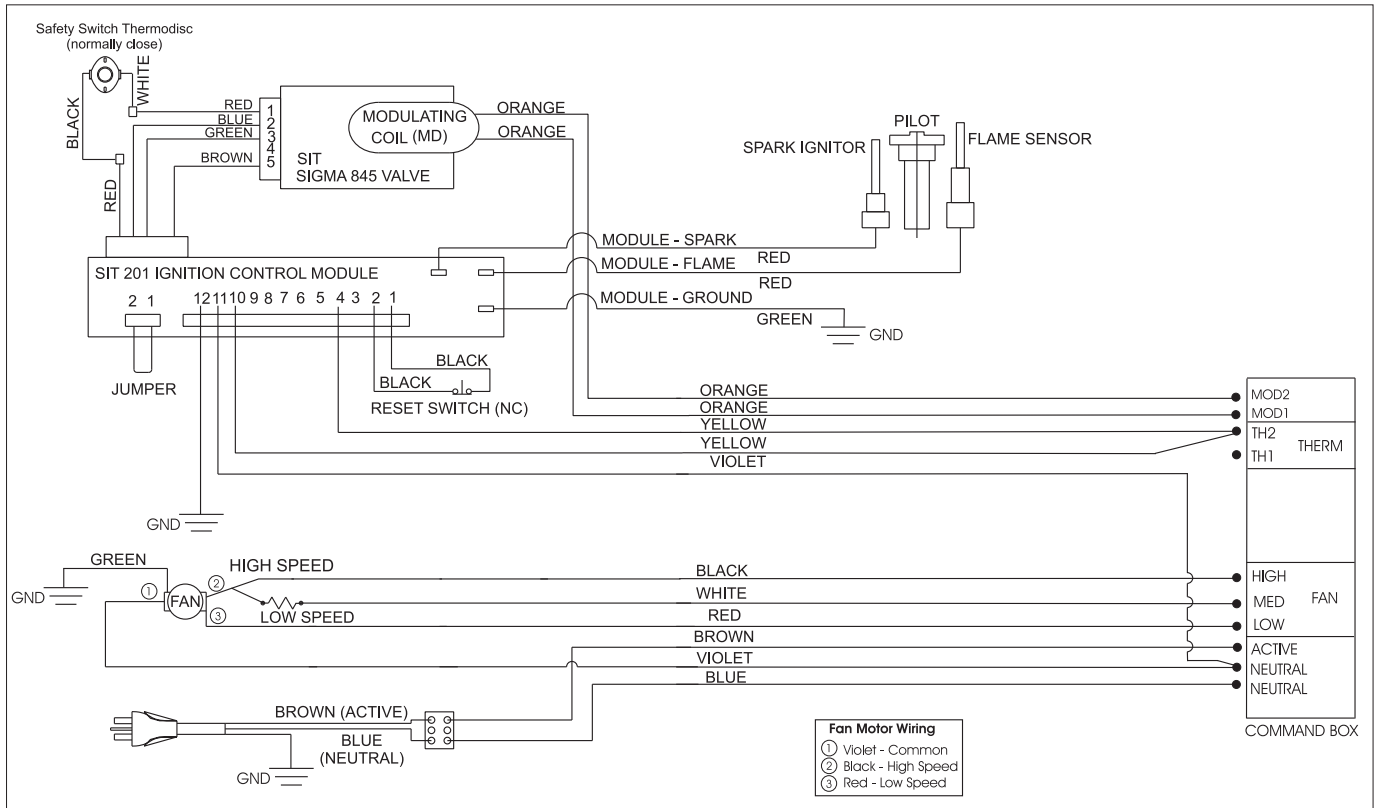 Safety Switch Thermodisc
(normally close)
WHITE
BLACK
RED
RED
BLUE
GREEN
BROWN
1
2
3
4
5
MODULATING
COIL (MD)
SIT
SIGMA 845 VALVE
ORANGE
ORANGE
SPARK IGNITOR
PILOT
FLAME SENSOR
MODULE - SPARK
RED
MODULE - FLAME
RED
MODULE - GROUND
GREEN
GND
SIT 201 IGNITION CONTROL MODULE
2 1
12 11 10 9 8 7 6 5 4 3 2 1
JUMPER
BLACK
BLACK
RESET SWITCH (NC)
ORANGE
ORANGE
YELLOW
YELLOW
VIOLET
MOD2
MOD1
TH2
THERM
TH1
GND
GREEN
GND
1
FAN
2
3
HIGH SPEED
LOW SPEED
BLACK
WHITE
RED
BROWN
VIOLET
BLUE
HIGH
MED
FAN
LOW
ACTIVE
NEUTRAL
NEUTRAL
COMMAND BOX
BROWN (ACTIVE)
BLUE
(NEUTRAL)
GND
Fan Motor Wiring
1 Violet - Common
2 Black - High Speed
3 Red - Low Speed